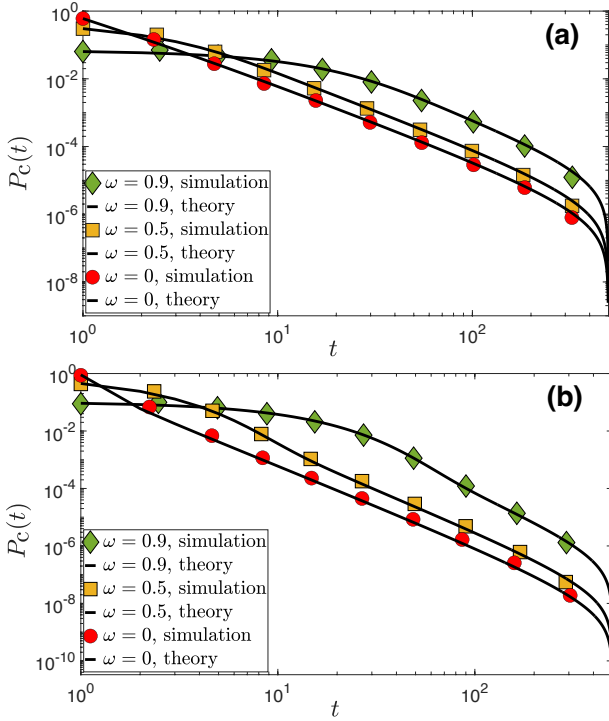 (a)
10^0
10^-2
10^-4
10^-6
10^-8
P_C(t)
ω = 0.9, simulation
ω = 0.9, theory
ω = 0.5, simulation
ω = 0.5, theory
ω = 0, simulation
ω = 0, theory
10^0 10^1 10^2
t
(b)
10^0
10^-2
10^-4
10^-6
10^-8
10^-10
P_C(t)
ω = 0.9, simulation
ω = 0.9, theory
ω = 0.5, simulation
ω = 0.5, theory
ω = 0, simulation
ω = 0, theory
10^0 10^1 10^2
t